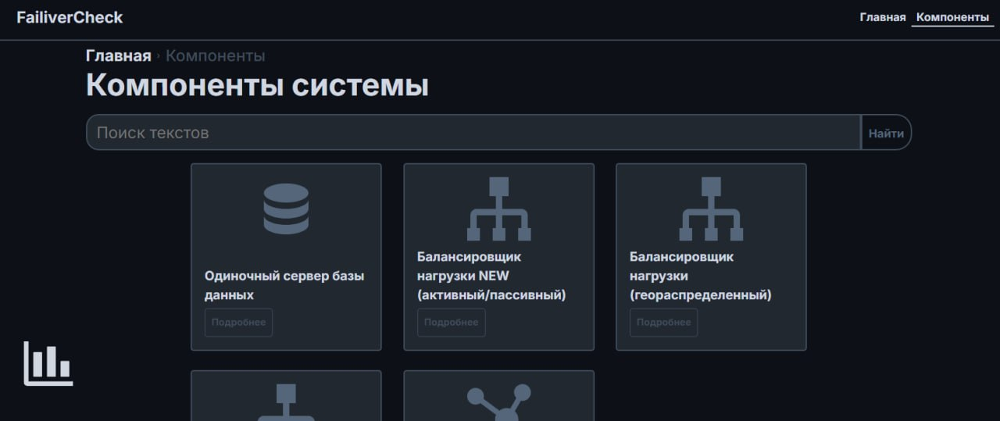 FailiverCheck
Главная Компоненты
Главная › Компоненты
Компоненты системы
Поиск текстов
Найти
Одиночный сервер базы
данных
Подробнее
Балансировщик
нагрузки NEW
(активный/пассивный)
Подробнее
Балансировщик
нагрузки
(геораспределенный)
Подробнее